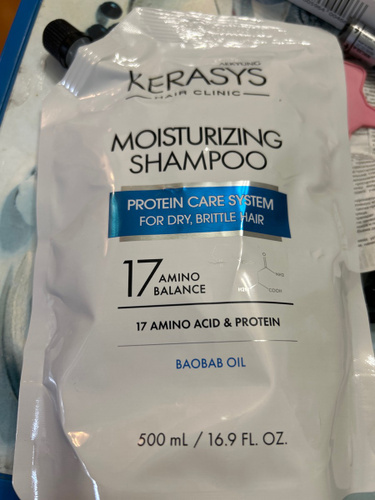 AEKYUNG
KERASYS
HAIR CLINIC
MOISTURIZING
SHAMPOO
PROTEIN CARE SYSTEM
FOR DRY, BRITTLE HAIR
17 AMINO
BALANCE
17 AMINO ACID & PROTEIN
BAOBAB OIL
500 mL / 16.9 FL. OZ.